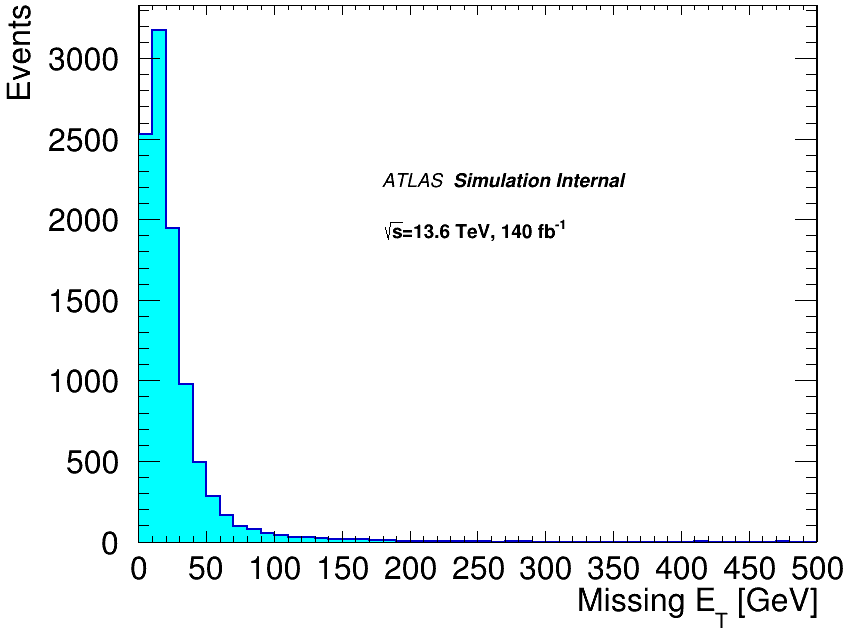 Events
3000
2500
2000
1500
1000
500
0
ATLAS Simulation Internal
√s=13.6 TeV, 140 fb⁻¹
0 50 100 150 200 250 300 350 400 450 500
Missing E_T [GeV]